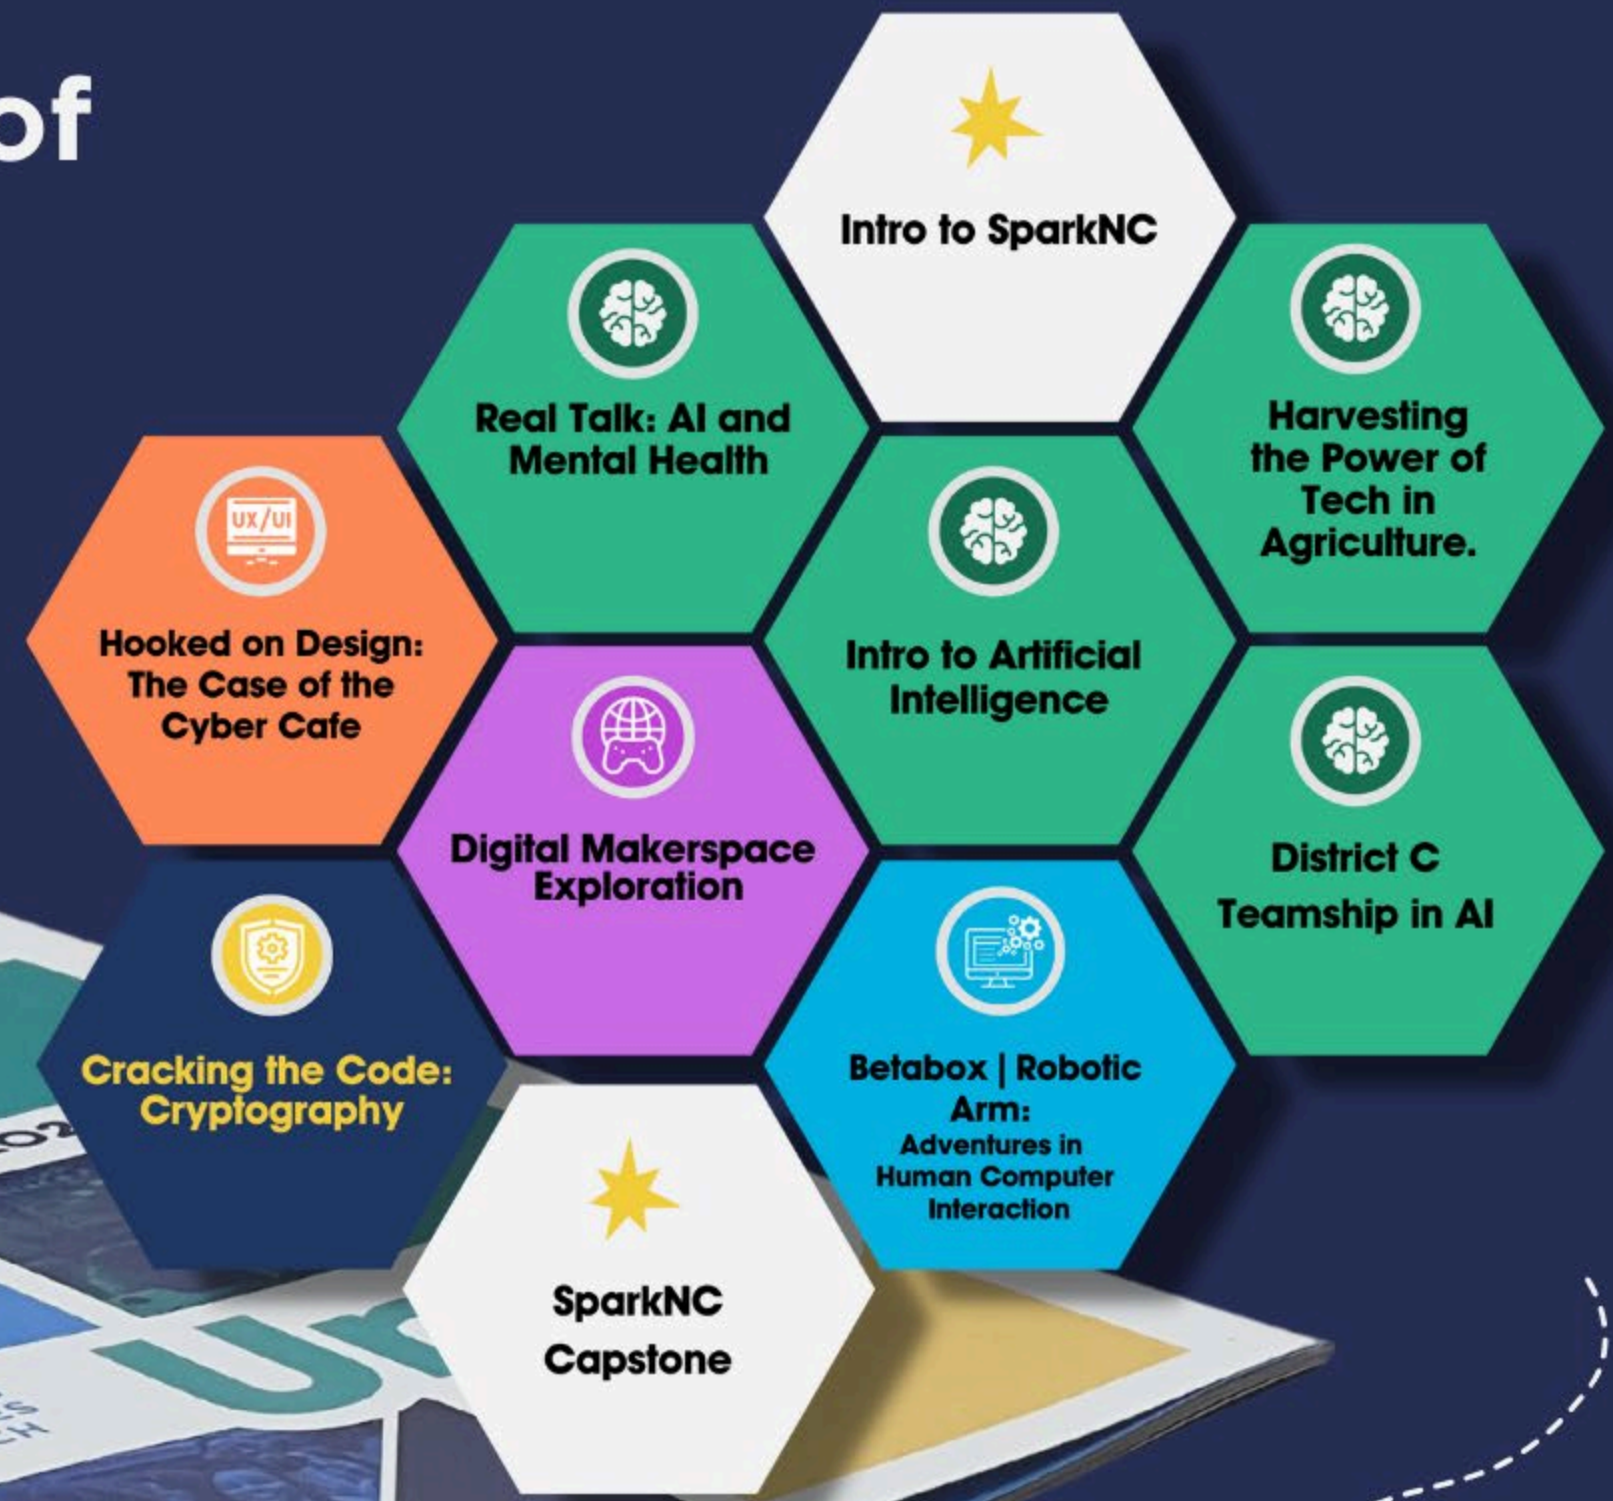 of
Intro to SparkNC
Real Talk: AI and
Mental Health
Harvesting
the Power of
Tech in
Agriculture.
UX/UI
Hooked on Design:
The Case of the
Cyber Cafe
Intro to Artificial
Intelligence
Digital Makerspace
Exploration
District C
Teamship in AI
Cracking the Code:
Cryptography
Betabox | Robotic
Arm:
Adventures in
Human Computer
Interaction
SparkNC
Capstone